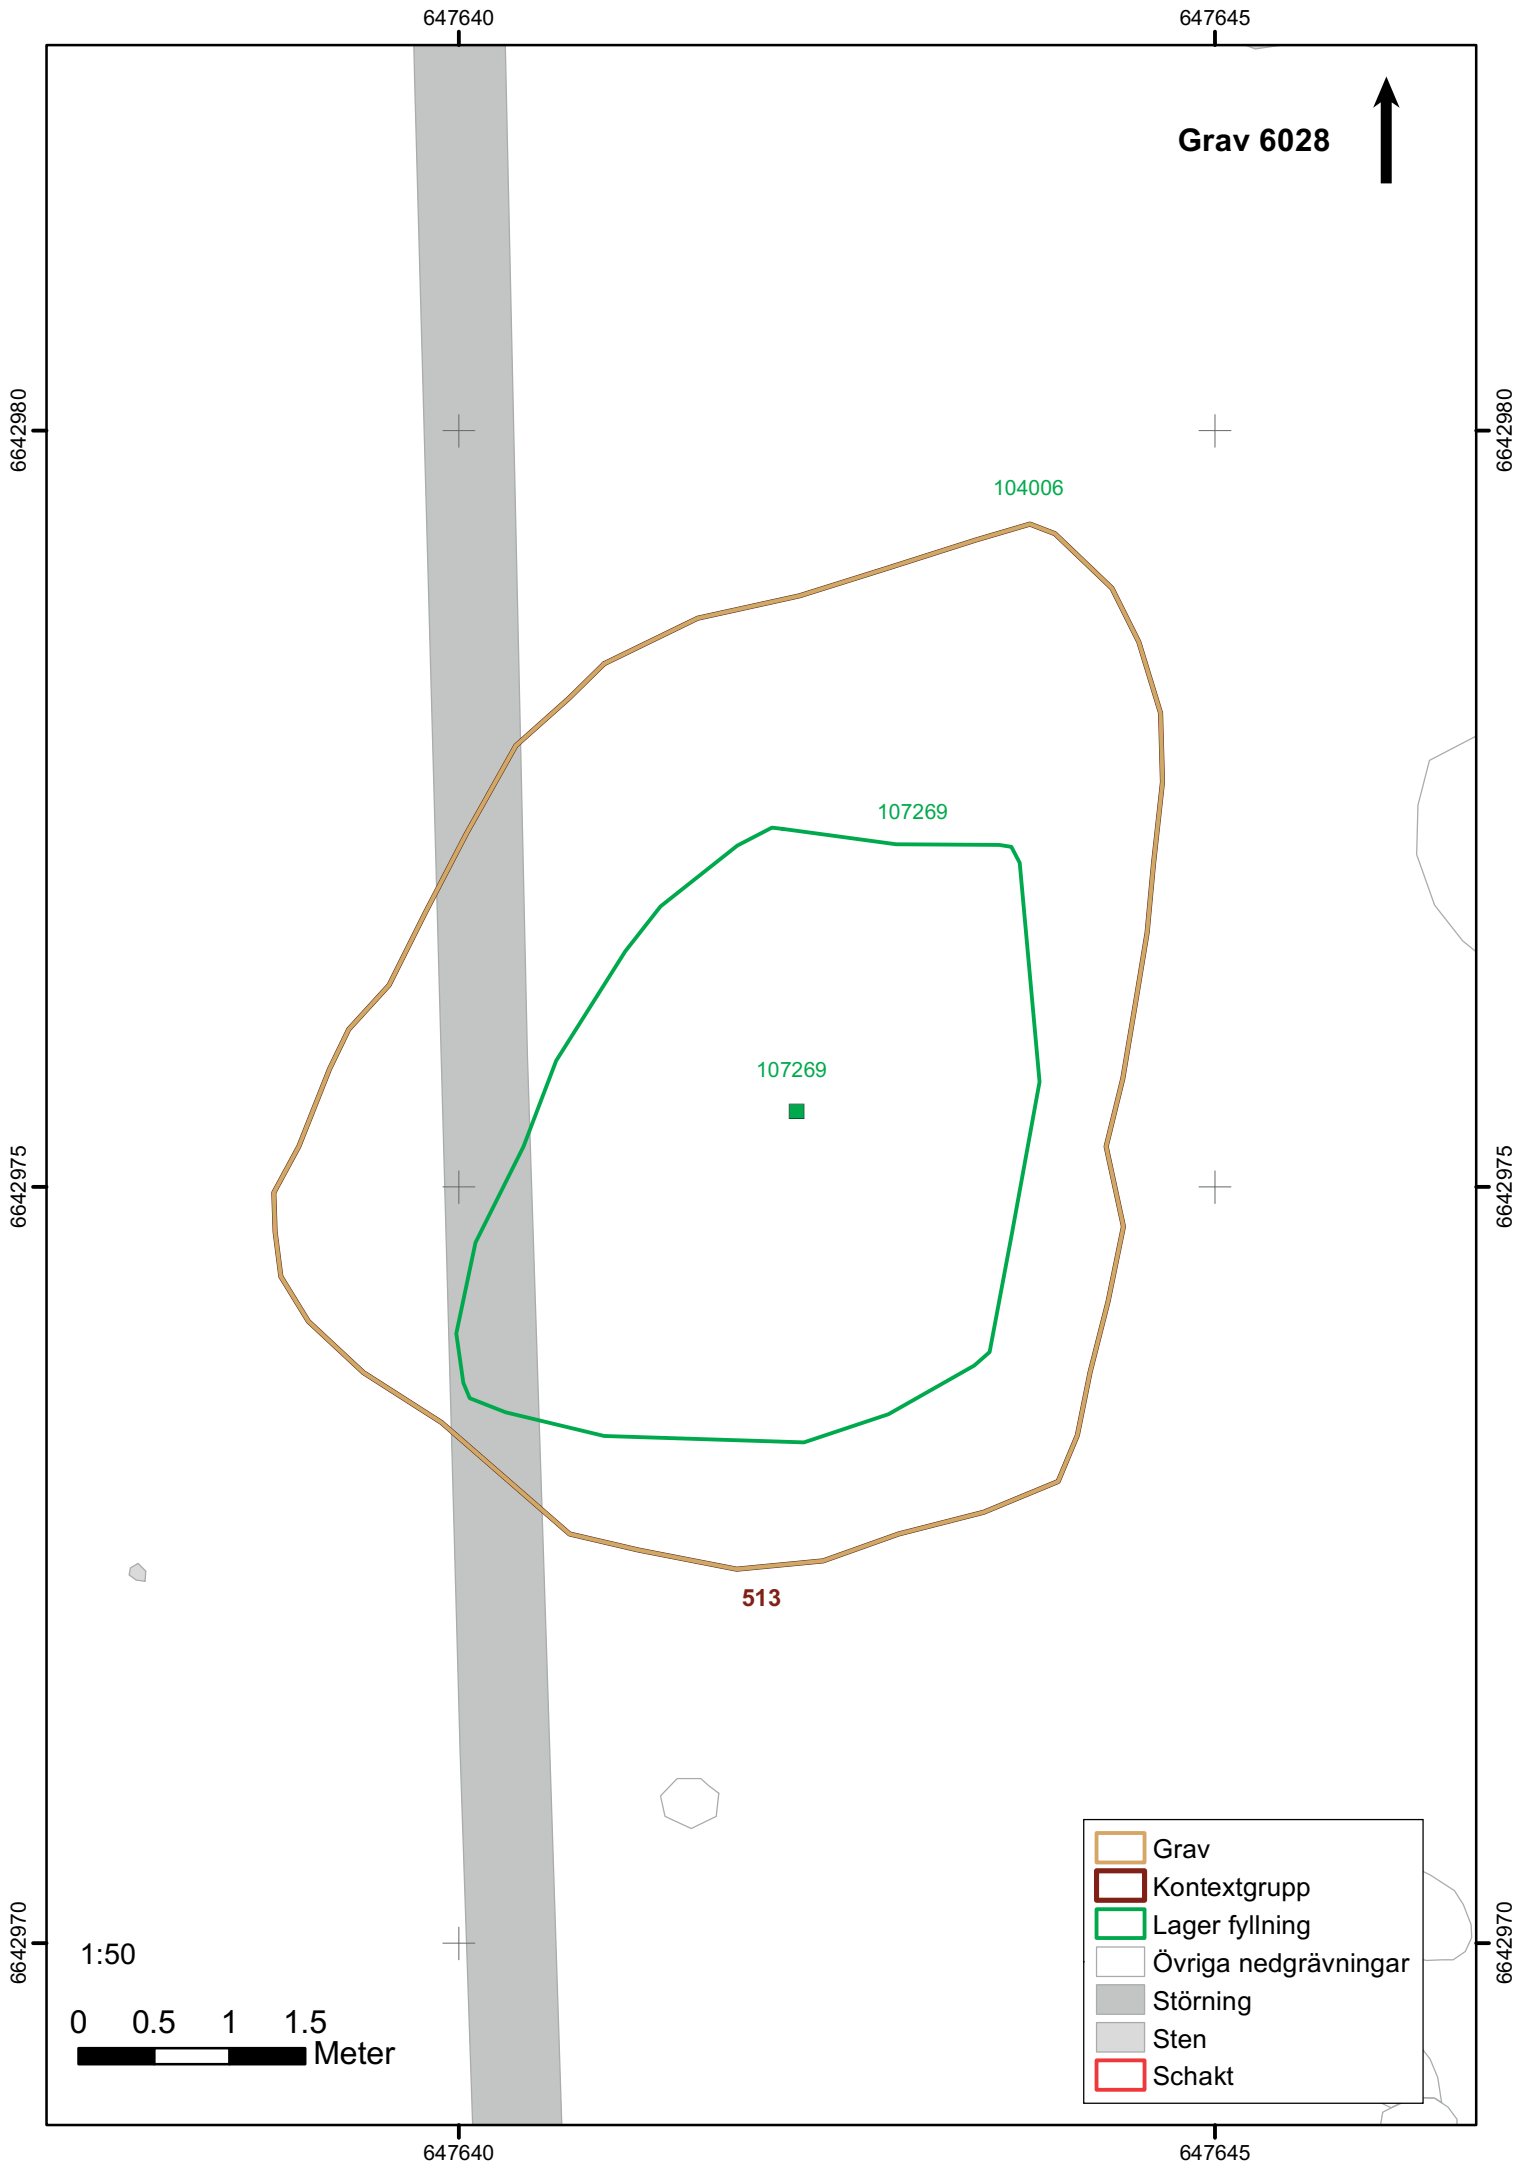 647640
647645
Grav 6028
6642980
6642980
104006
107269
107269
6642975
6642975
513
6642970
6642970
1:50
0 0.5 1 1.5
Meter
Grav
Kontextgrupp
Lager fyllning
Övriga nedgrävningar
Störning
Sten
Schakt
647640
647645